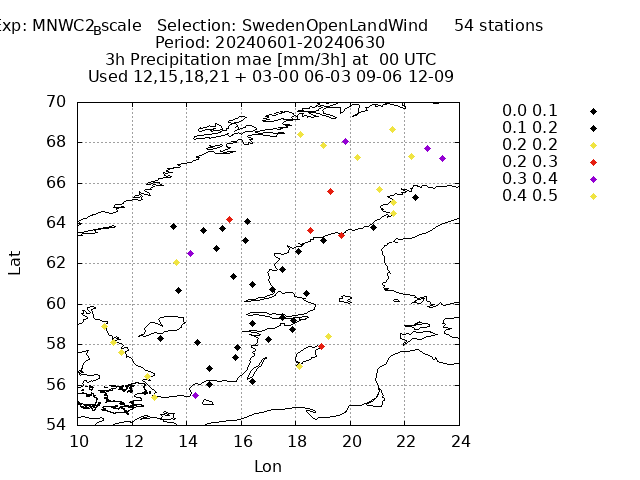 Exp: MNWC2Bscale   Selection: SwedenOpenLandWind     54 stations
Period: 20240601-20240630
3h Precipitation mae [mm/3h] at  00 UTC
Used 12,15,18,21 + 03-00 06-03 09-06 12-09
0.0 0.1
0.1 0.2
0.2 0.2
0.2 0.3
0.3 0.4
0.4 0.5
70
68
66
64
62
60
58
56
54
Lat
10 12 14 16 18 20 22 24
Lon